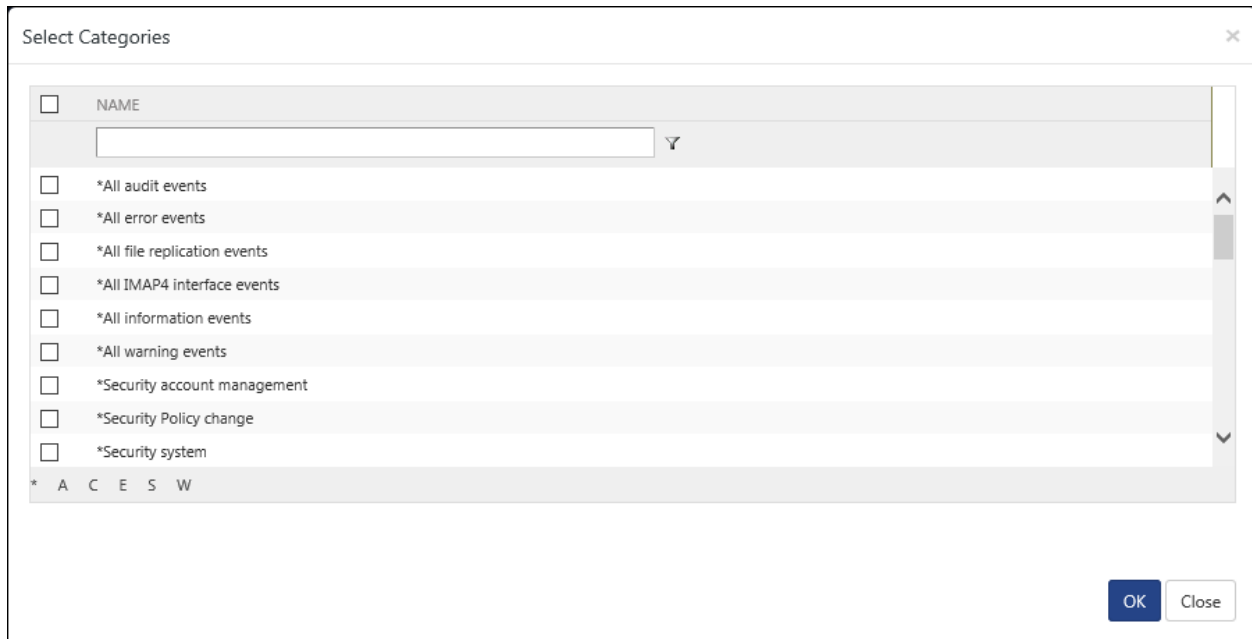 Select Categories
NAME
*All audit events
*All error events
*All file replication events
*All IMAP4 interface events
*All information events
*All warning events
*Security account management
*Security Policy change
*Security system
* A C E S W
OK Close